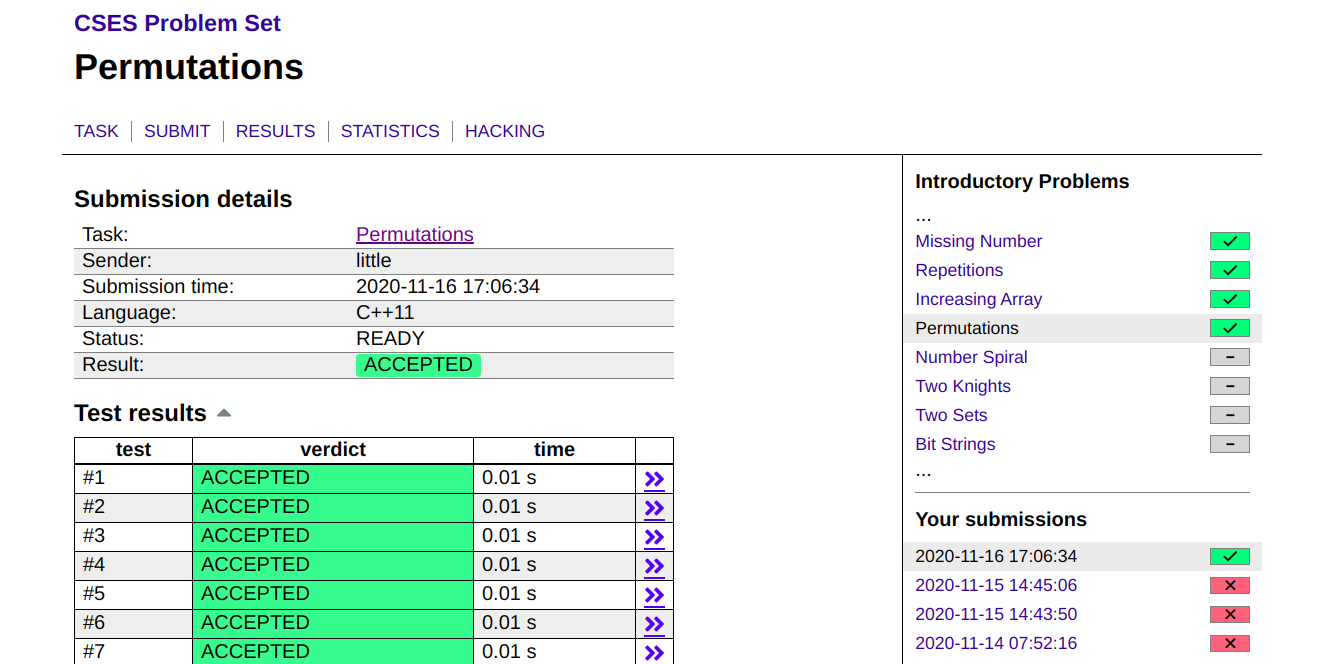 CSES Problem Set
Permutations
TASK SUBMIT RESULTS STATISTICS HACKING
Submission details
Task: Permutations
Sender: little
Submission time: 2020-11-16 17:06:34
Language: C++11
Status: READY
Result: ACCEPTED
Test results
test verdict time
#1 ACCEPTED 0.01 s
#2 ACCEPTED 0.01 s
#3 ACCEPTED 0.01 s
#4 ACCEPTED 0.01 s
#5 ACCEPTED 0.01 s
#6 ACCEPTED 0.01 s
#7 ACCEPTED 0.01 s
Introductory Problems
...
Missing Number
Repetitions
Increasing Array
Permutations
Number Spiral –
Two Knights –
Two Sets –
Bit Strings –
...
Your submissions
2020-11-16 17:06:34
2020-11-15 14:45:06
2020-11-15 14:43:50
2020-11-14 07:52:16